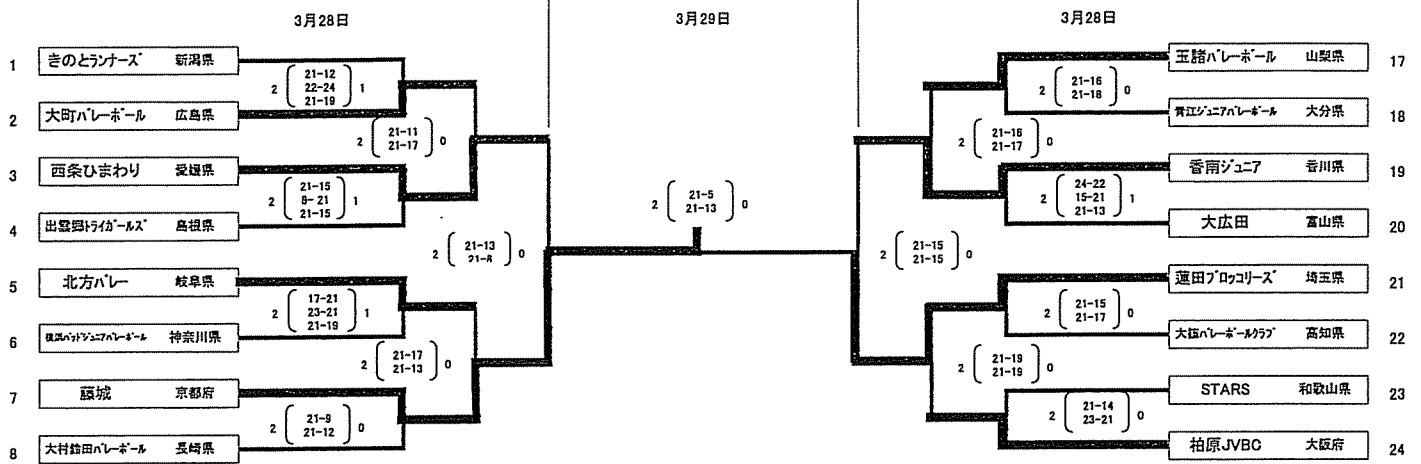 3月28日
3月29日
3月28日
1 きのとランナーズ 新潟県
2 21-12 22-24 21-19 1
2 大町バレーボール 広島県
2 21-11 21-17 0
3 西条ひまわり 愛媛県
2 21-15 8-21 21-15 1
4 出雲郷トライガールズ 島根県
2 21-13 21-8 0
5 北方バレー 岐阜県
2 17-21 23-21 21-19 1
6 神奈川県
2 21-17 21-13 0
7 藤城 京都府
2 21-9 21-12 0
8 大村鈴田バレーボール 長崎県
2 21-5 21-13 0
玉諸バレーボール 山梨県 17
2 21-16 21-18 0
青江ジュニアバレーボール 大分県 18
2 21-16 21-17 0
香南ジュニア 香川県 19
2 24-22 15-21 21-13 1
大広田 富山県 20
2 21-15 21-15 0
蓮田ブロッコリーズ 埼玉県 21
2 21-15 21-17 0
バレーボールクラブ 高知県 22
2 21-19 21-19 0
STARS 和歌山県 23
2 21-14 23-21 0
柏原JVBC 大阪府 24